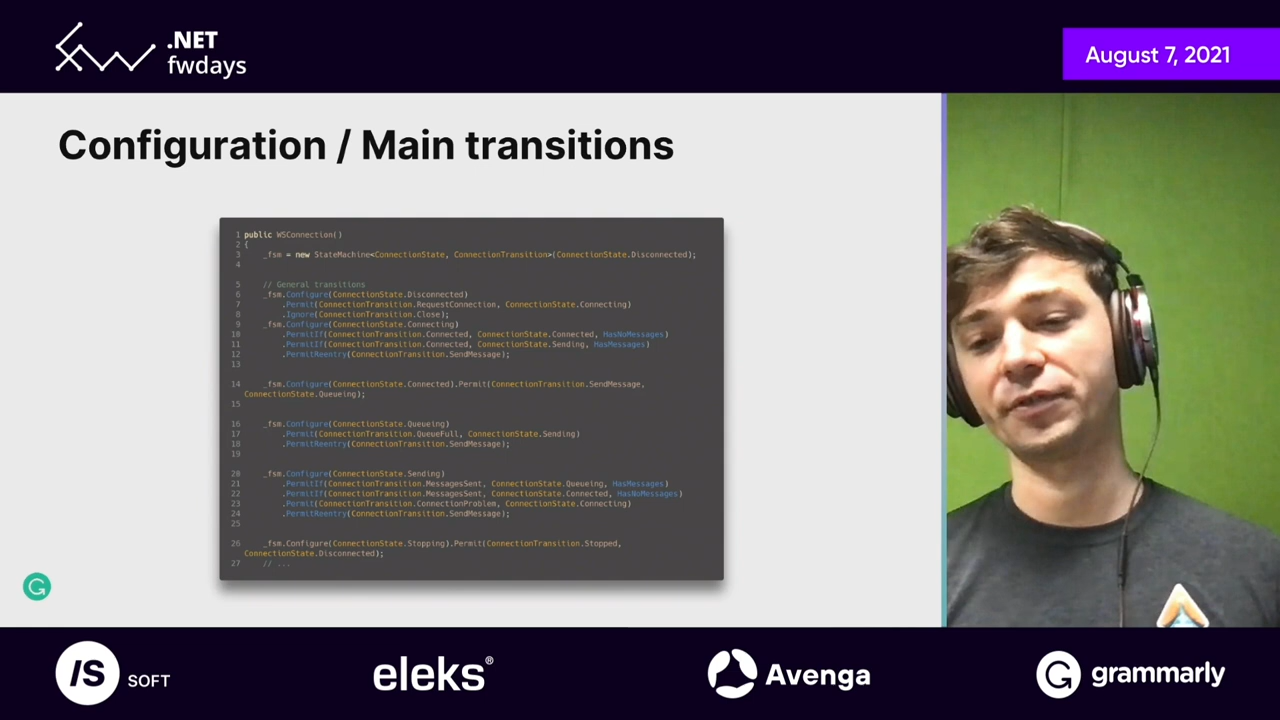 .NET
fwdays
August 7, 2021
Configuration / Main transitions
1 public WSConnection()
2 {
3 _fsm = new StateMachine<ConnectionState, ConnectionTransition>(ConnectionState.Disconnected);
4
5 // General transitions
6 _fsm.Configure(ConnectionState.Disconnected)
7 .Permit(ConnectionTransition.RequestConnection, ConnectionState.Connecting)
8 .Ignore(ConnectionTransition.Close);
9 _fsm.Configure(ConnectionState.Connecting)
10 .PermitIf(ConnectionTransition.Connected, ConnectionState.Connected, HasNoMessages)
11 .PermitIf(ConnectionTransition.Connected, ConnectionState.Sending, HasMessages)
12 .PermitReentry(ConnectionTransition.SendMessage);
13
14 _fsm.Configure(ConnectionState.Connected).Permit(ConnectionTransition.SendMessage,
ConnectionState.Queueing);
15
16 _fsm.Configure(ConnectionState.Queueing)
17 .Permit(ConnectionTransition.QueueFull, ConnectionState.Sending)
18 .PermitReentry(ConnectionTransition.SendMessage);
19
20 _fsm.Configure(ConnectionState.Sending)
21 .PermitIf(ConnectionTransition.MessagesSent, ConnectionState.Queueing, HasMessages)
22 .PermitIf(ConnectionTransition.MessagesSent, ConnectionState.Connected, HasNoMessages)
23 .Permit(ConnectionTransition.ConnectionProblem, ConnectionState.Connecting)
24 .PermitReentry(ConnectionTransition.SendMessage);
25
26 _fsm.Configure(ConnectionState.Stopping).Permit(ConnectionTransition.Stopped,
ConnectionState.Disconnected);
27 // ...
IS SOFT
eleks®
Avenga
grammarly